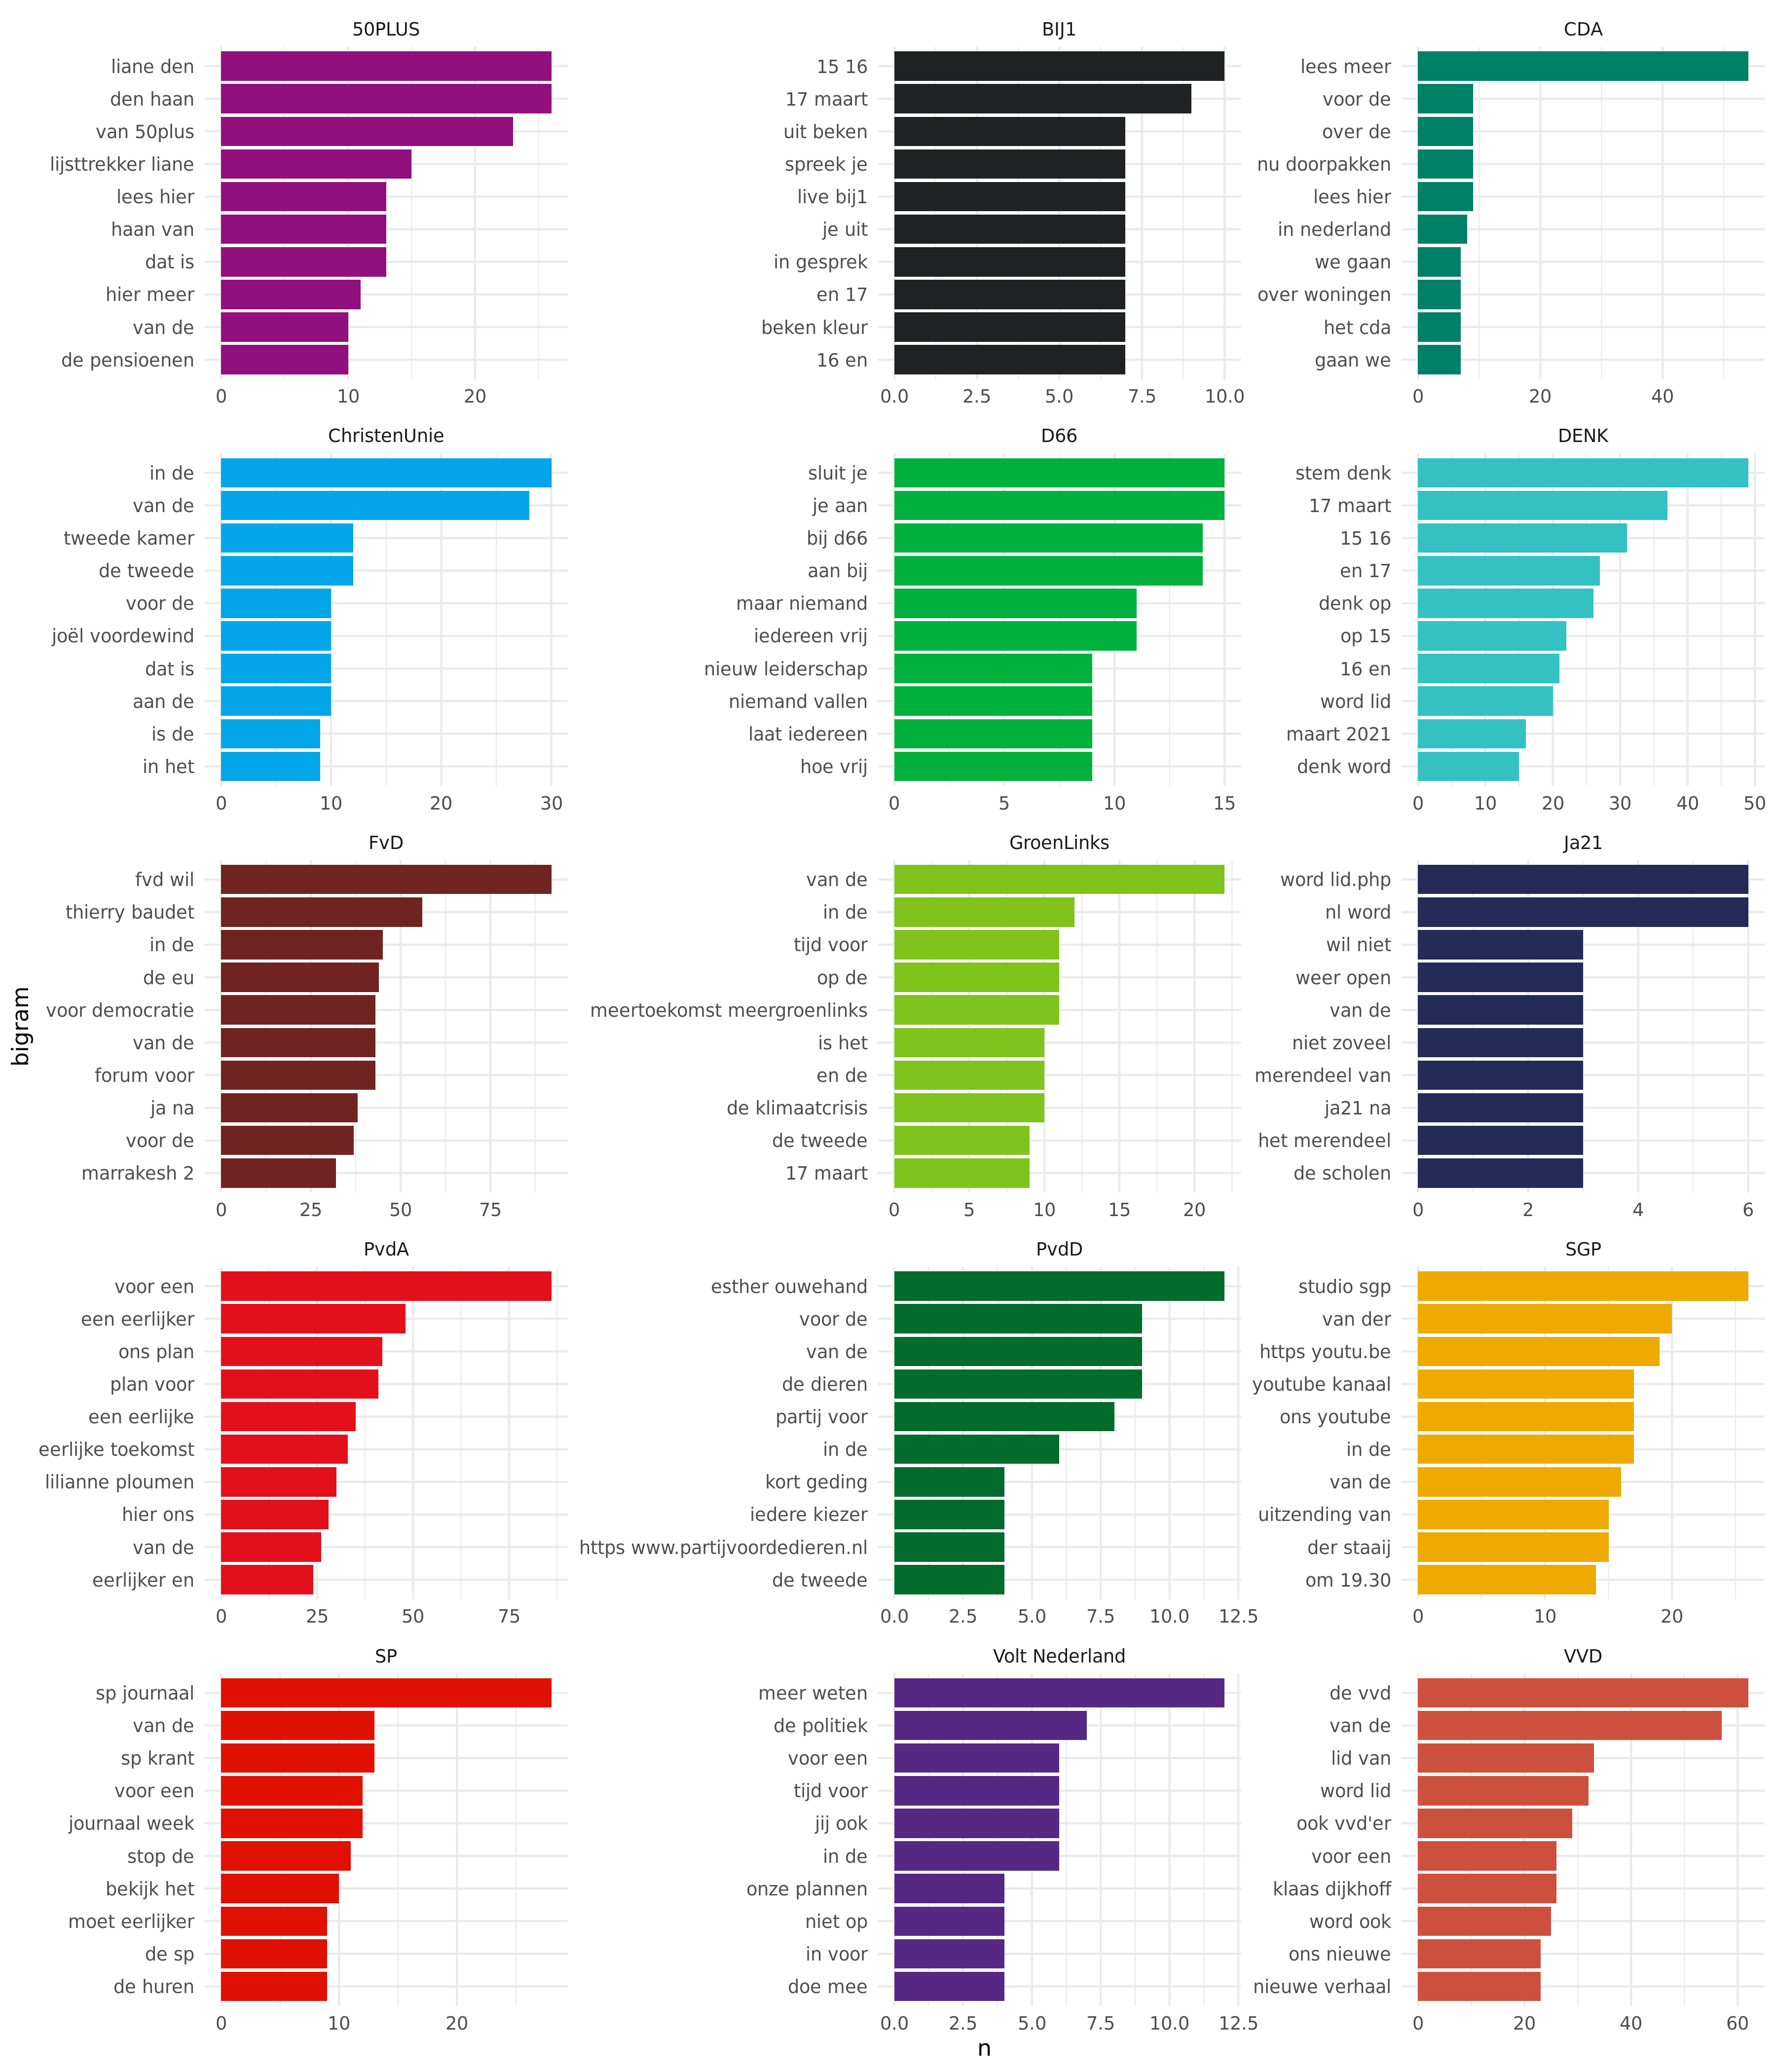 50PLUS
liane den
den haan
van 50plus
lijsttrekker liane
lees hier
haan van
dat is
hier meer
van de
de pensioenen
0 10 20
BIJ1
15 16
17 maart
uit beken
spreek je
live bij1
je uit
in gesprek
en 17
beken kleur
16 en
0.0 2.5 5.0 7.5 10.0
CDA
lees meer
voor de
over de
nu doorpakken
lees hier
in nederland
we gaan
over woningen
het cda
gaan we
0 20 40
ChristenUnie
in de
van de
tweede kamer
de tweede
voor de
joël voordewind
dat is
aan de
is de
in het
0 10 20 30
D66
sluit je
je aan
bij d66
aan bij
maar niemand
iedereen vrij
nieuw leiderschap
niemand vallen
laat iedereen
hoe vrij
0 5 10 15
DENK
stem denk
17 maart
15 16
en 17
denk op
op 15
16 en
word lid
maart 2021
denk word
0 10 20 30 40 50
FvD
fvd wil
thierry baudet
in de
de eu
voor democratie
van de
forum voor
ja na
voor de
marrakesh 2
0 25 50 75
GroenLinks
van de
in de
tijd voor
op de
meertoekomst meergroenlinks
is het
en de
de klimaatcrisis
de tweede
17 maart
0 5 10 15 20
Ja21
word lid.php
nl word
wil niet
weer open
van de
niet zoveel
merendeel van
ja21 na
het merendeel
de scholen
0 2 4 6
PvdA
voor een
een eerlijker
ons plan
plan voor
een eerlijke
eerlijke toekomst
lilianne ploumen
hier ons
van de
eerlijker en
0 25 50 75
PvdD
esther ouwehand
voor de
van de
de dieren
partij voor
in de
kort geding
iedere kiezer
https www.partijvoordedieren.nl
de tweede
0.0 2.5 5.0 7.5 10.0 12.5
SGP
studio sgp
van der
https youtu.be
youtube kanaal
ons youtube
in de
van de
uitzending van
der staaij
om 19.30
0 10 20
SP
sp journaal
van de
sp krant
voor een
journaal week
stop de
bekijk het
moet eerlijker
de sp
de huren
0 10 20
Volt Nederland
meer weten
de politiek
voor een
tijd voor
jij ook
in de
onze plannen
niet op
in voor
doe mee
0.0 2.5 5.0 7.5 10.0 12.5
VVD
de vvd
van de
lid van
word lid
ook vvd'er
voor een
klaas dijkhoff
word ook
ons nieuwe
nieuwe verhaal
0 20 40 60
bigram
n